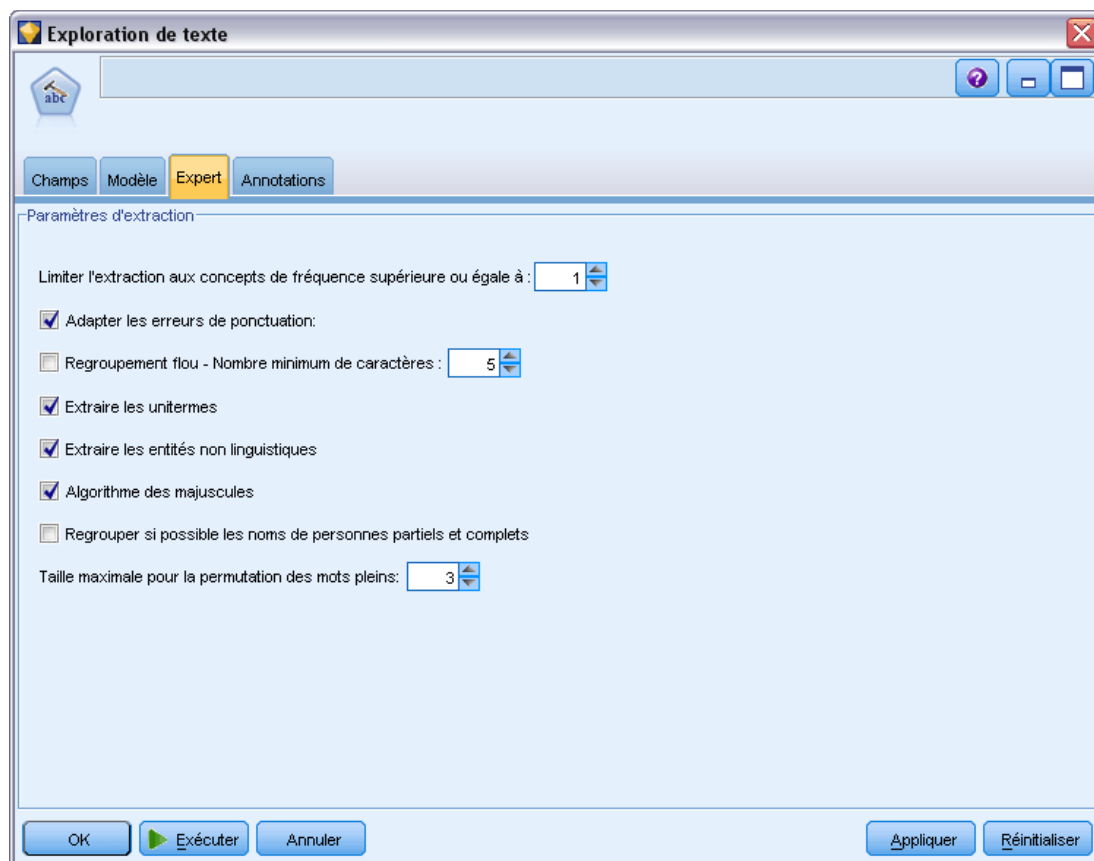 Exploration de texte
abc
Champs Modèle Expert Annotations
Paramètres d'extraction
Limiter l'extraction aux concepts de fréquence supérieure ou égale à : 1
Adapter les erreurs de ponctuation:
Regroupement flou - Nombre minimum de caractères : 5
Extraire les unitermes
Extraire les entités non linguistiques
Algorithme des majuscules
Regrouper si possible les noms de personnes partiels et complets
Taille maximale pour la permutation des mots pleins: 3
OK Exécuter Annuler Appliquer Réinitialiser